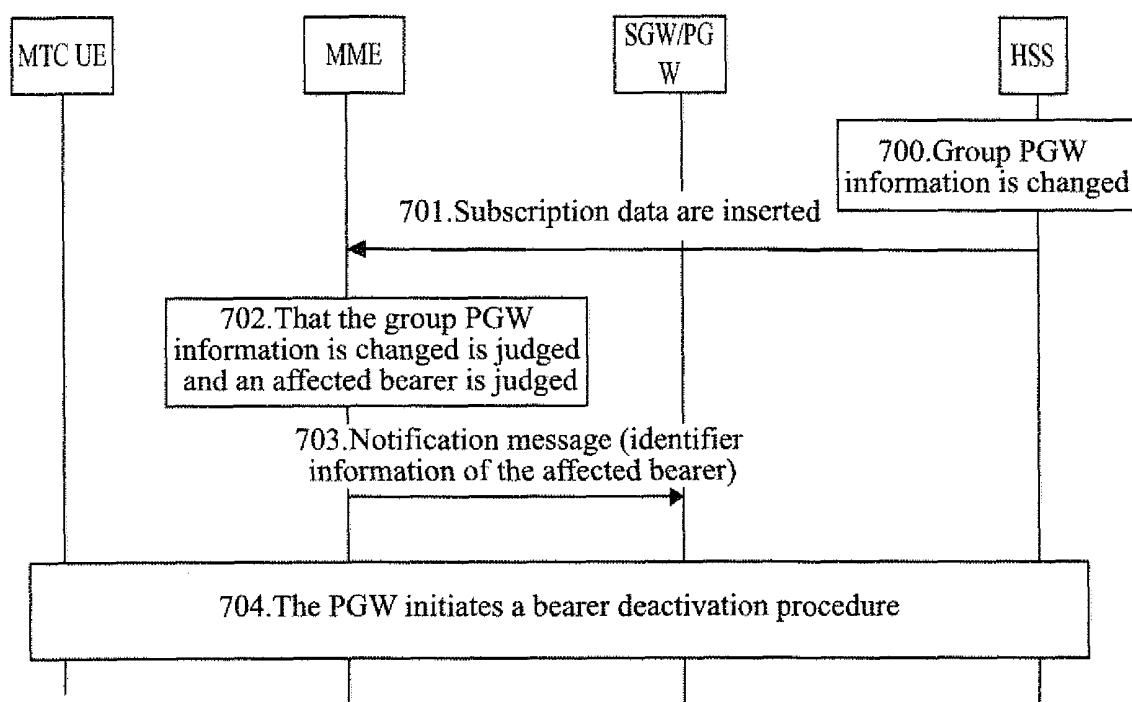 MTC UE
MME
SGW/PG
W
HSS
700.Group PGW
information is changed
701.Subscription data are inserted
702.That the group PGW
information is changed is judged
and an affected bearer is judged
703.Notification message (identifier
information of the affected bearer)
704.The PGW initiates a bearer deactivation procedure